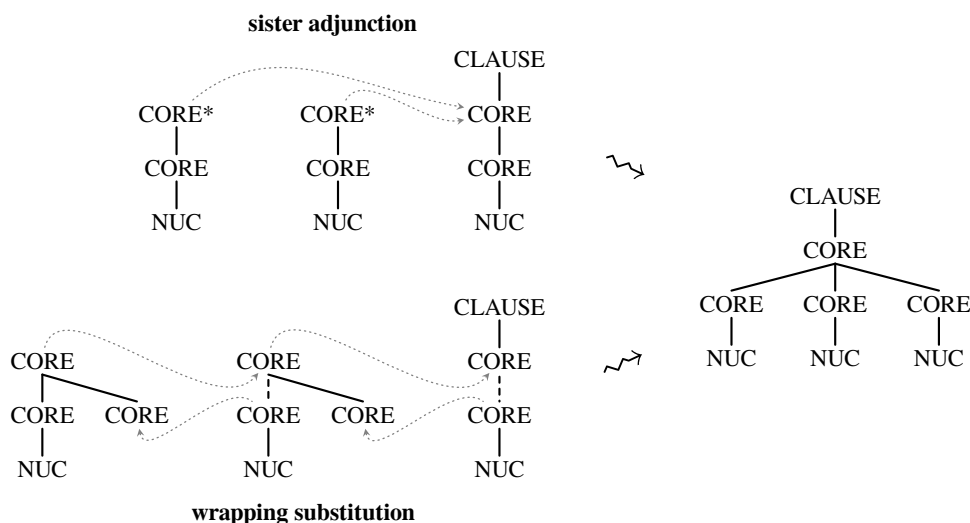 sister adjunction
CLAUSE
CORE* CORE* CORE
CORE CORE CORE
NUC NUC NUC
CLAUSE
CORE
CORE CORE CORE
NUC NUC NUC
CLAUSE
CORE CORE CORE
CORE CORE CORE CORE CORE
NUC NUC NUC
wrapping substitution